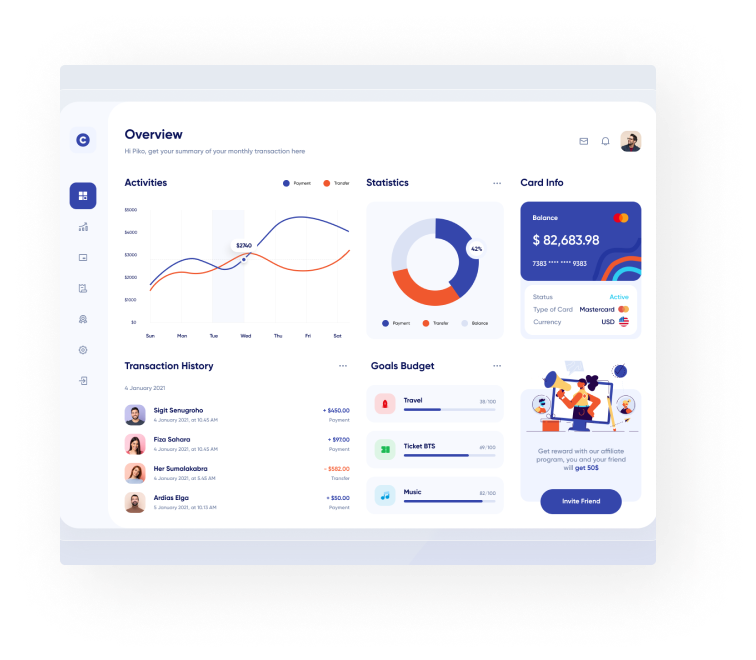 C
Overview
Hi Piko, get your summary of your monthly transaction here
Activities
Payment
Transfer
$5000
$4000
$3000
$2000
$1000
$0
$2740
Sun
Mon
Tue
Wed
Thu
Fri
Sat
Statistics
42%
Payment
Transfer
Balance
Card Info
Balance
$ 82,683.98
7383 **** **** 9383
Status Active
Type of Card Mastercard
Currency USD
Transaction History
4 January 2021
Sigit Senugroho + $450.00
4 January 2021, at 10.45 AM Payment
Fiza Sahara + $97.00
4 January 2021, at 10.45 AM Payment
Her Sumalakabra - $582.00
4 January 2021, at 5.45 AM Transfer
Ardias Elga + $50.00
5 January 2021, at 10.15 AM Payment
Goals Budget
Travel 38/100
Ticket BTS 69/100
Music 82/100
Get reward with our affiliate
program, you and your friend
will get 50$
Invite Friend